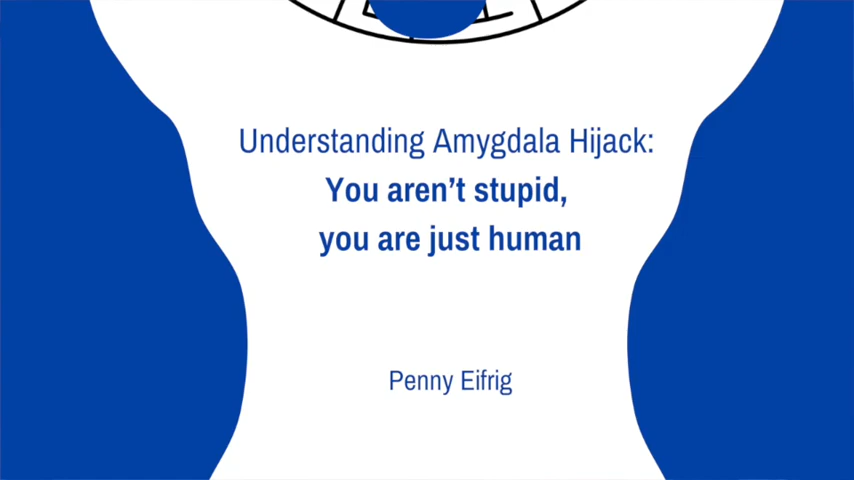 Understanding Amygdala Hijack:
You aren’t stupid,
you are just human
Penny Eifrig